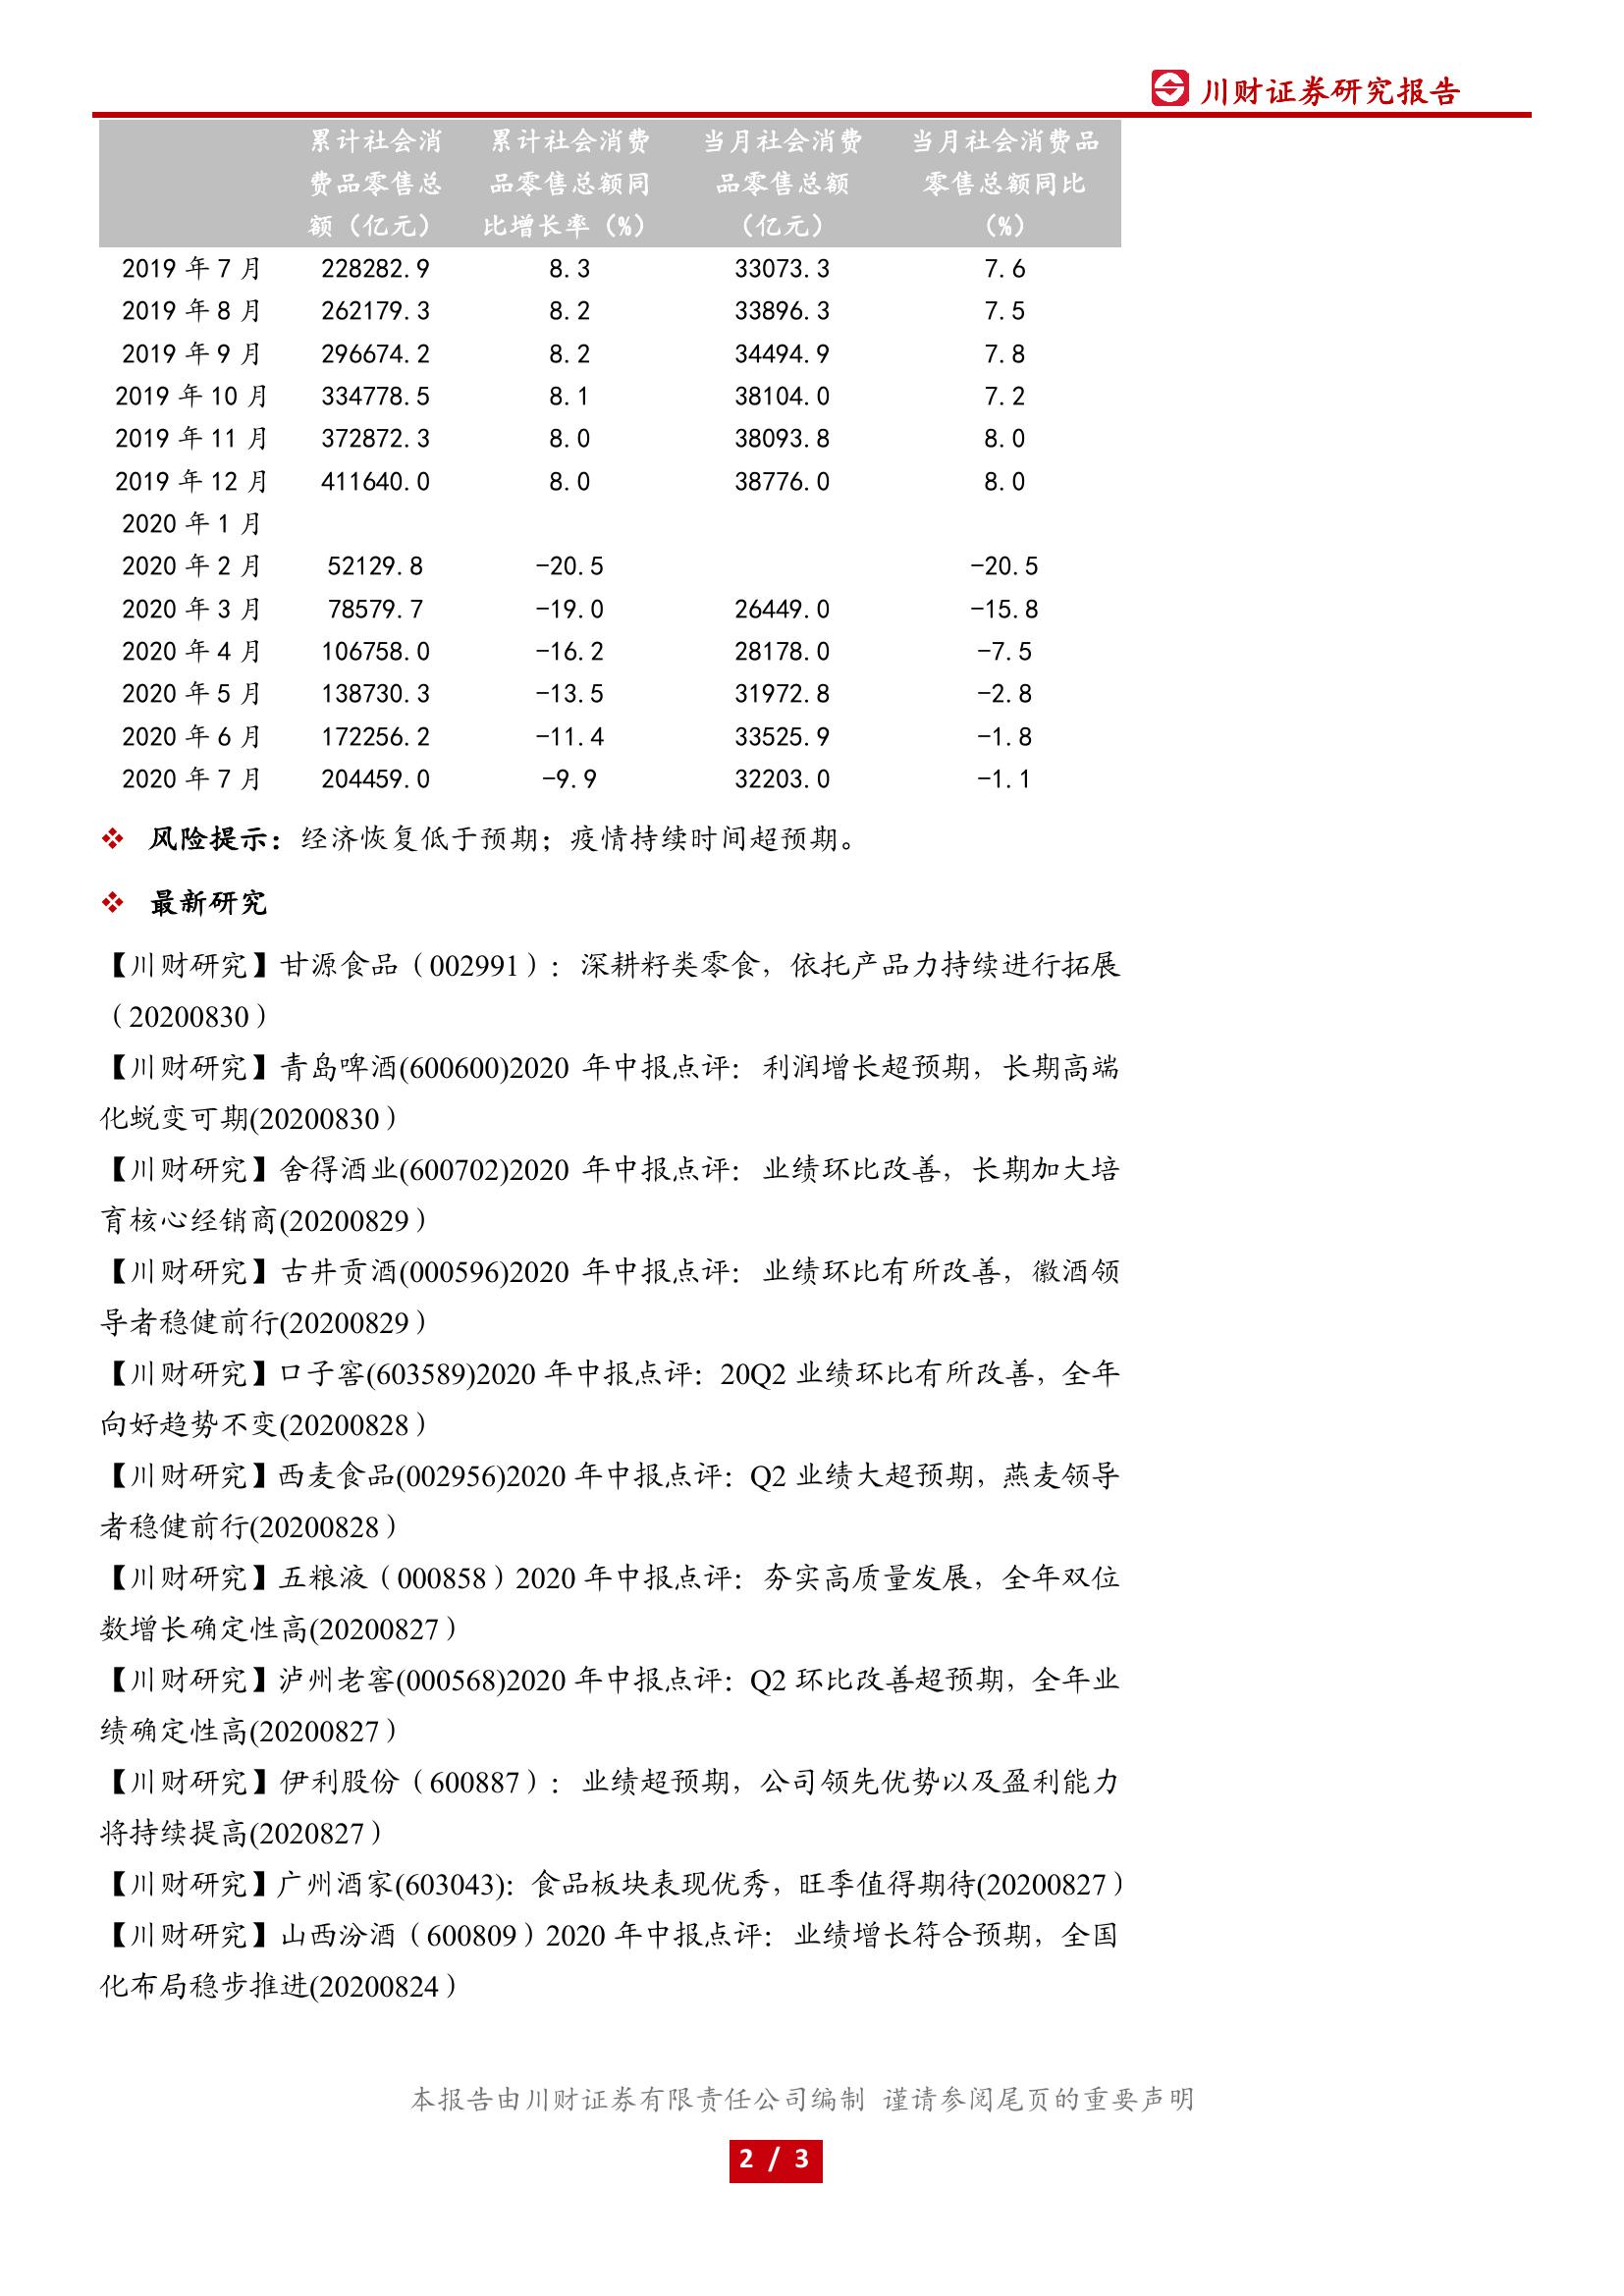 川财证券研究报告
累计社会消 累计社会消费 当月社会消费 当月社会消费品
费品零售总 品零售总额同 品零售总额 零售总额同比
额（亿元） 比增长率（%） （亿元） （%）
2019 年 7 月 228282.9 8.3 33073.3 7.6
2019 年 8 月 262179.3 8.2 33896.3 7.5
2019 年 9 月 296674.2 8.2 34494.9 7.8
2019 年 10 月 334778.5 8.1 38104.0 7.2
2019 年 11 月 372872.3 8.0 38093.8 8.0
2019 年 12 月 411640.0 8.0 38776.0 8.0
2020 年 1 月
2020 年 2 月 52129.8 -20.5 -20.5
2020 年 3 月 78579.7 -19.0 26449.0 -15.8
2020 年 4 月 106758.0 -16.2 28178.0 -7.5
2020 年 5 月 138730.3 -13.5 31972.8 -2.8
2020 年 6 月 172256.2 -11.4 33525.9 -1.8
2020 年 7 月 204459.0 -9.9 32203.0 -1.1
❖ 风险提示：经济恢复低于预期；疫情持续时间超预期。
❖ 最新研究
【川财研究】甘源食品（002991）：深耕籽类零食，依托产品力持续进行拓展
（20200830）
【川财研究】青岛啤酒(600600)2020 年中报点评：利润增长超预期，长期高端
化蜕变可期(20200830）
【川财研究】舍得酒业(600702)2020 年中报点评：业绩环比改善，长期加大培
育核心经销商(20200829）
【川财研究】古井贡酒(000596)2020 年中报点评：业绩环比有所改善，徽酒领
导者稳健前行(20200829）
【川财研究】口子窖(603589)2020 年中报点评：20Q2 业绩环比有所改善，全年
向好趋势不变(20200828）
【川财研究】西麦食品(002956)2020 年中报点评：Q2 业绩大超预期，燕麦领导
者稳健前行(20200828）
【川财研究】五粮液（000858）2020 年中报点评：夯实高质量发展，全年双位
数增长确定性高(20200827）
【川财研究】泸州老窖(000568)2020 年中报点评：Q2 环比改善超预期，全年业
绩确定性高(20200827）
【川财研究】伊利股份（600887）：业绩超预期，公司领先优势以及盈利能力
将持续提高(2020827）
【川财研究】广州酒家(603043)：食品板块表现优秀，旺季值得期待(20200827）
【川财研究】山西汾酒（600809）2020 年中报点评：业绩增长符合预期，全国
化布局稳步推进(20200824）
本报告由川财证券有限责任公司编制 谨请参阅尾页的重要声明
2 / 3